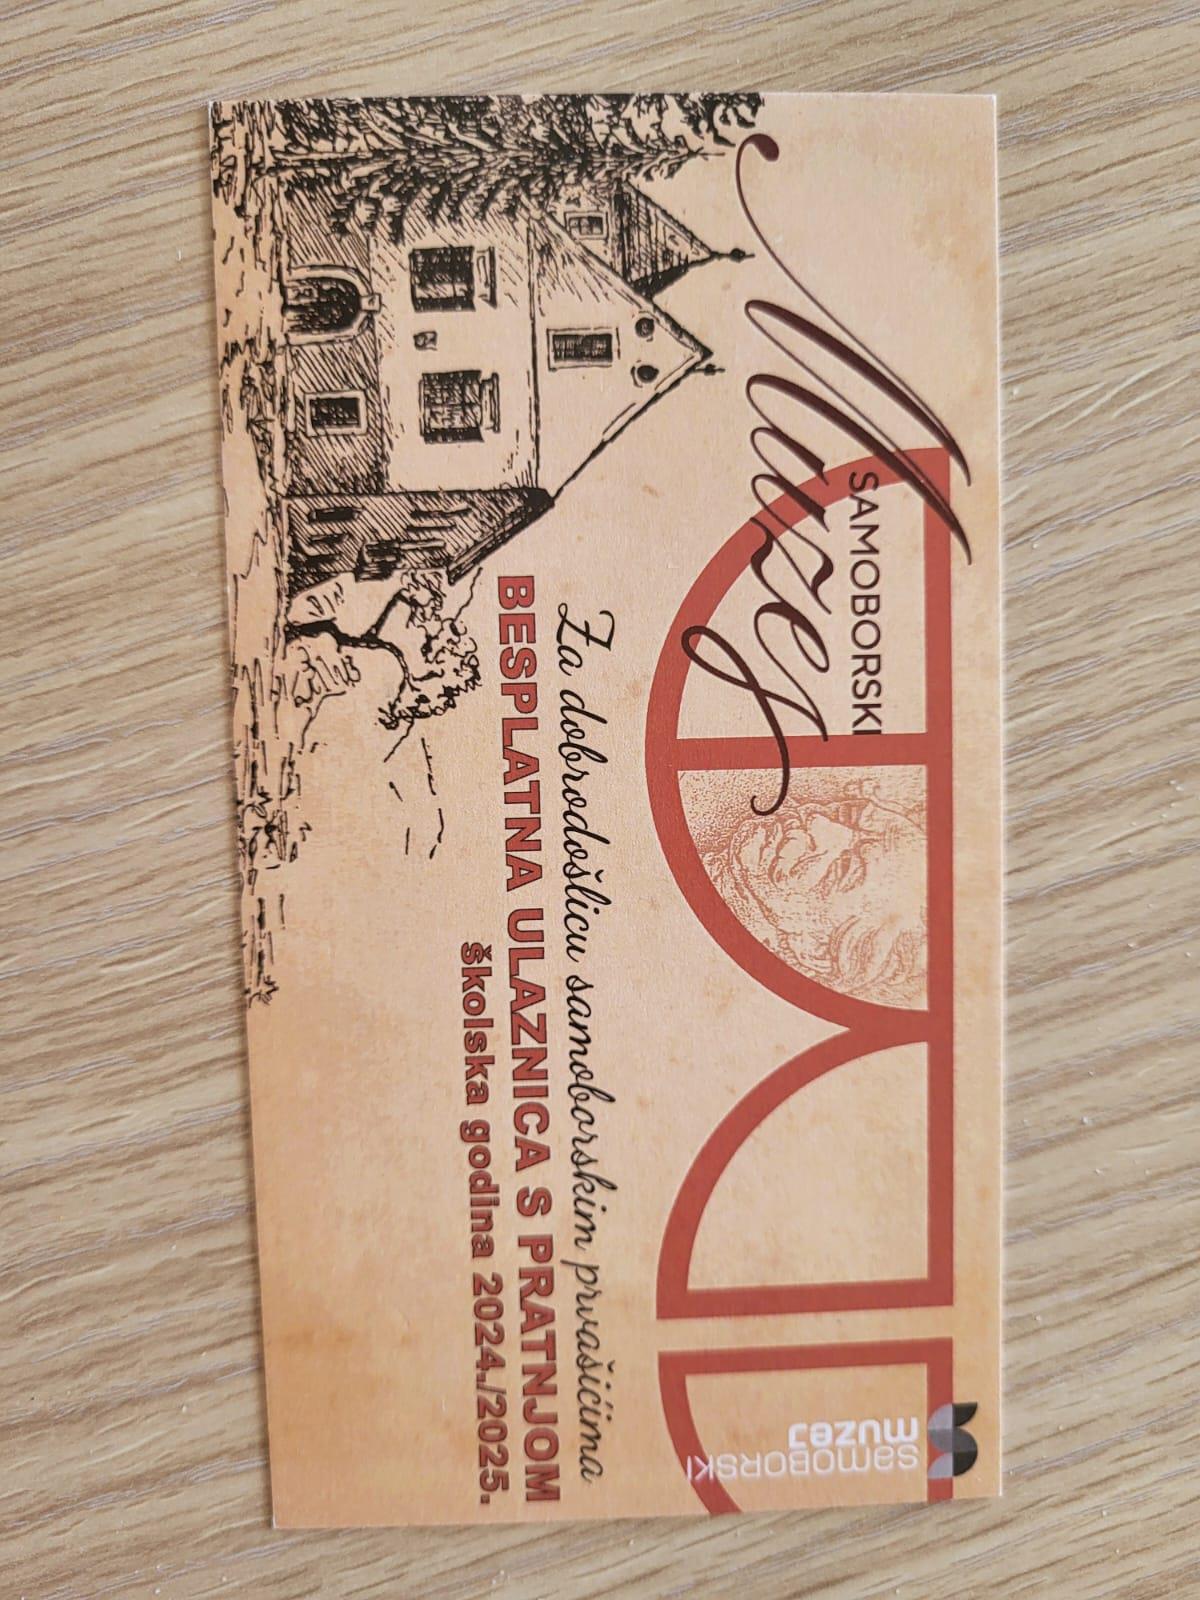 SAMOBORSKI
Muzej
SAMOBORSKI
MUZEJ
Za dobrodošlicu samoborskim prvašićima
BESPLATNA ULAZNICA S PRATNJOM
školska godina 2024./2025.